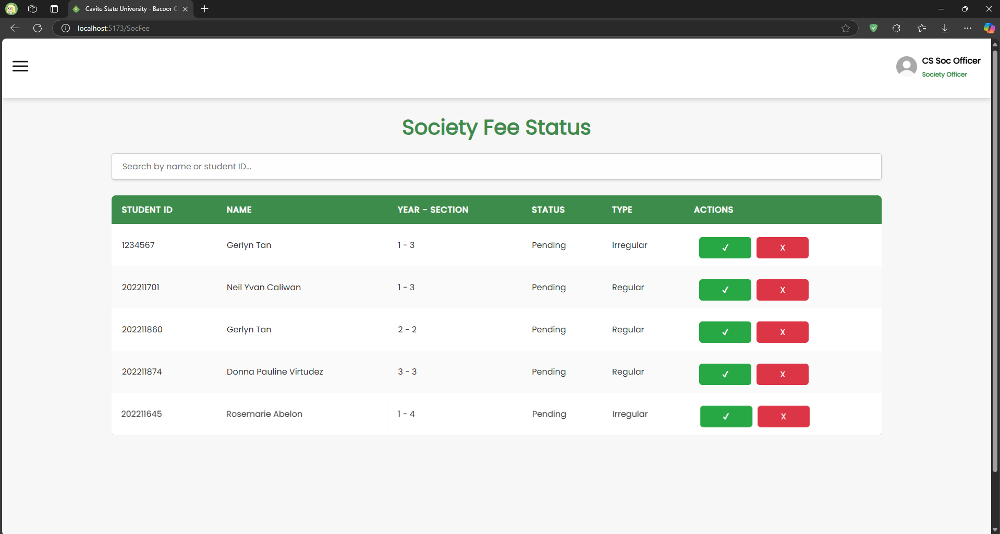 Cavite State University - Bacoor C
localhost:5173/SocFee
CS Soc Officer
Society Officer
Society Fee Status
Search by name or student ID...
STUDENT ID NAME YEAR - SECTION STATUS TYPE ACTIONS
1234567 Gerlyn Tan 1 - 3 Pending Irregular ✓ X
202211701 Neil Yvan Caliwan 1 - 3 Pending Regular ✓ X
202211860 Gerlyn Tan 2 - 2 Pending Regular ✓ X
202211874 Donna Pauline Virtudez 3 - 3 Pending Regular ✓ X
202211645 Rosemarie Abelon 1 - 4 Pending Irregular ✓ X